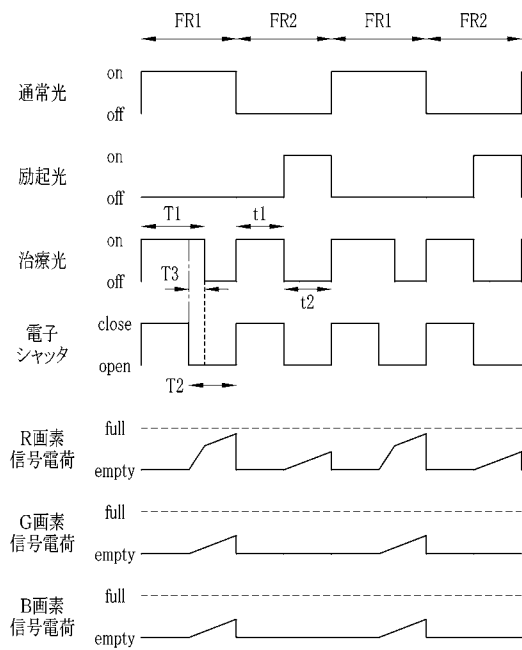 FR1 FR2 FR1 FR2
通常光
on
off
励起光
on
off
T1 t1
治療光
on
off
T3 t2
電子
シャッタ
close
open
T2
R画素
信号電荷
full
empty
G画素
信号電荷
full
empty
B画素
信号電荷
full
empty